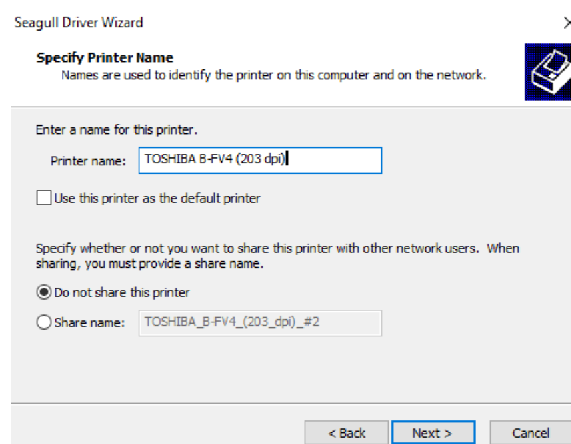 Seagull Driver Wizard
Specify Printer Name
Names are used to identify the printer on this computer and on the network.
Enter a name for this printer.
Printer name: TOSHIBA B-FV4 (203 dpi)
Use this printer as the default printer
Specify whether or not you want to share this printer with other network users. When
sharing, you must provide a share name.
Do not share this printer
Share name: TOSHIBA_B-FV4_(203_dpi)_#2
< Back Next > Cancel